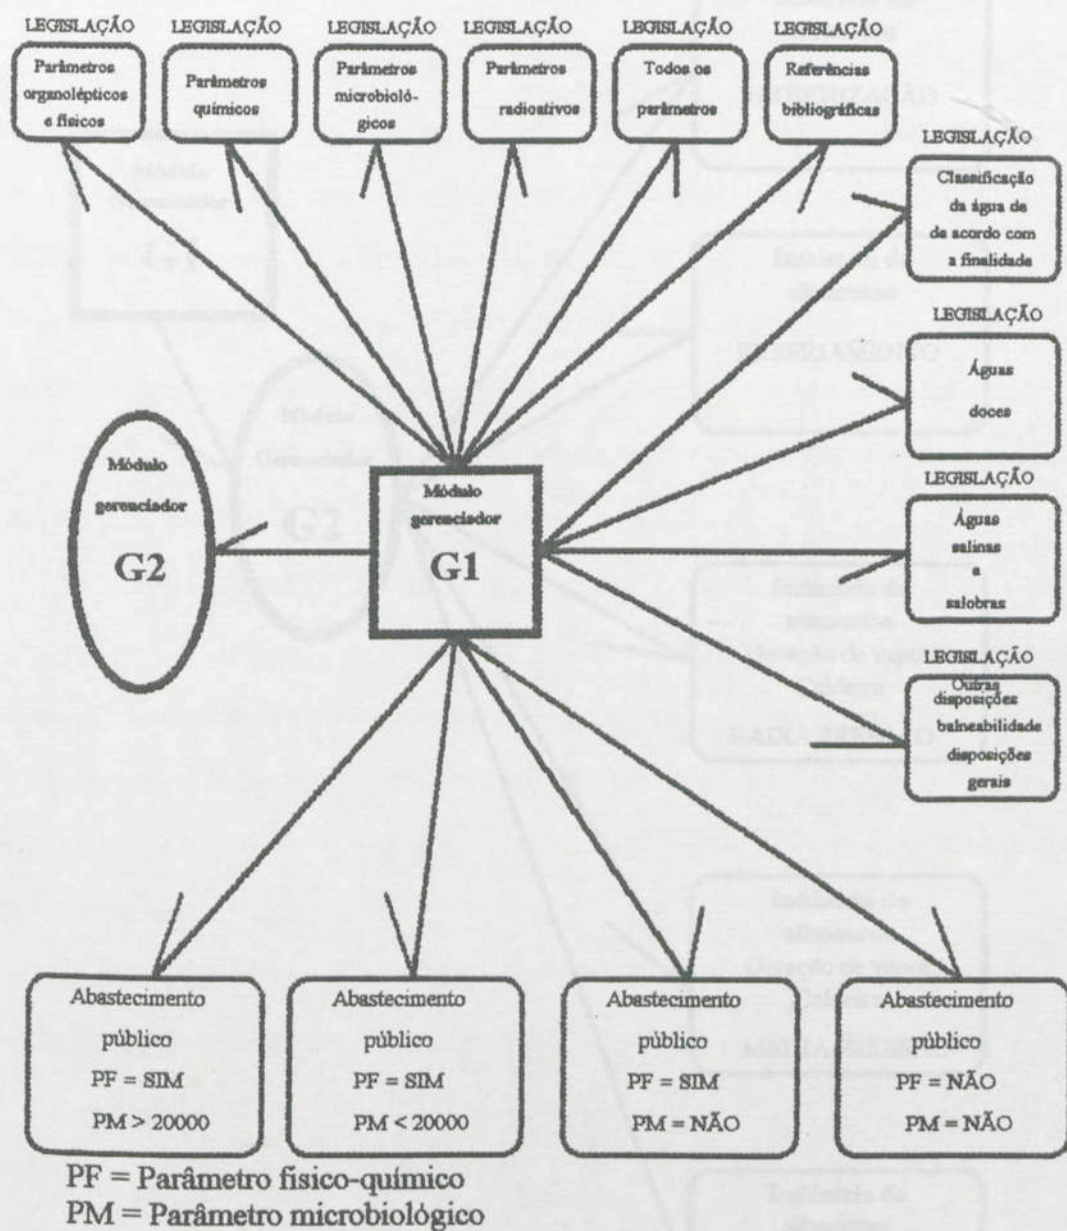 LEGISLAÇÃO
Parâmetros
organolépticos
e físicos
LEGISLAÇÃO
Parâmetros
químicos
LEGISLAÇÃO
Parâmetros
microbioló-
gicos
LEGISLAÇÃO
Parâmetros
radioativos
LEGISLAÇÃO
Todos os
parâmetros
LEGISLAÇÃO
Referências
bibliográficas
LEGISLAÇÃO
Classificação
da água de
de acordo com
a finalidade
LEGISLAÇÃO
Águas
doces
LEGISLAÇÃO
Águas
salinas
e
salobras
LEGISLAÇÃO
Outras
disposições
balneabilidade
disposições
gerais
Módulo
gerenciador
G2
Módulo
gerenciador
G1
Abastecimento
público
PF = SIM
PM > 20000
Abastecimento
público
PF = SIM
PM < 20000
Abastecimento
público
PF = SIM
PM = NÃO
Abastecimento
público
PF = NÃO
PM = NÃO
PF = Parâmetro fisico-químico
PM = Parâmetro microbiológico